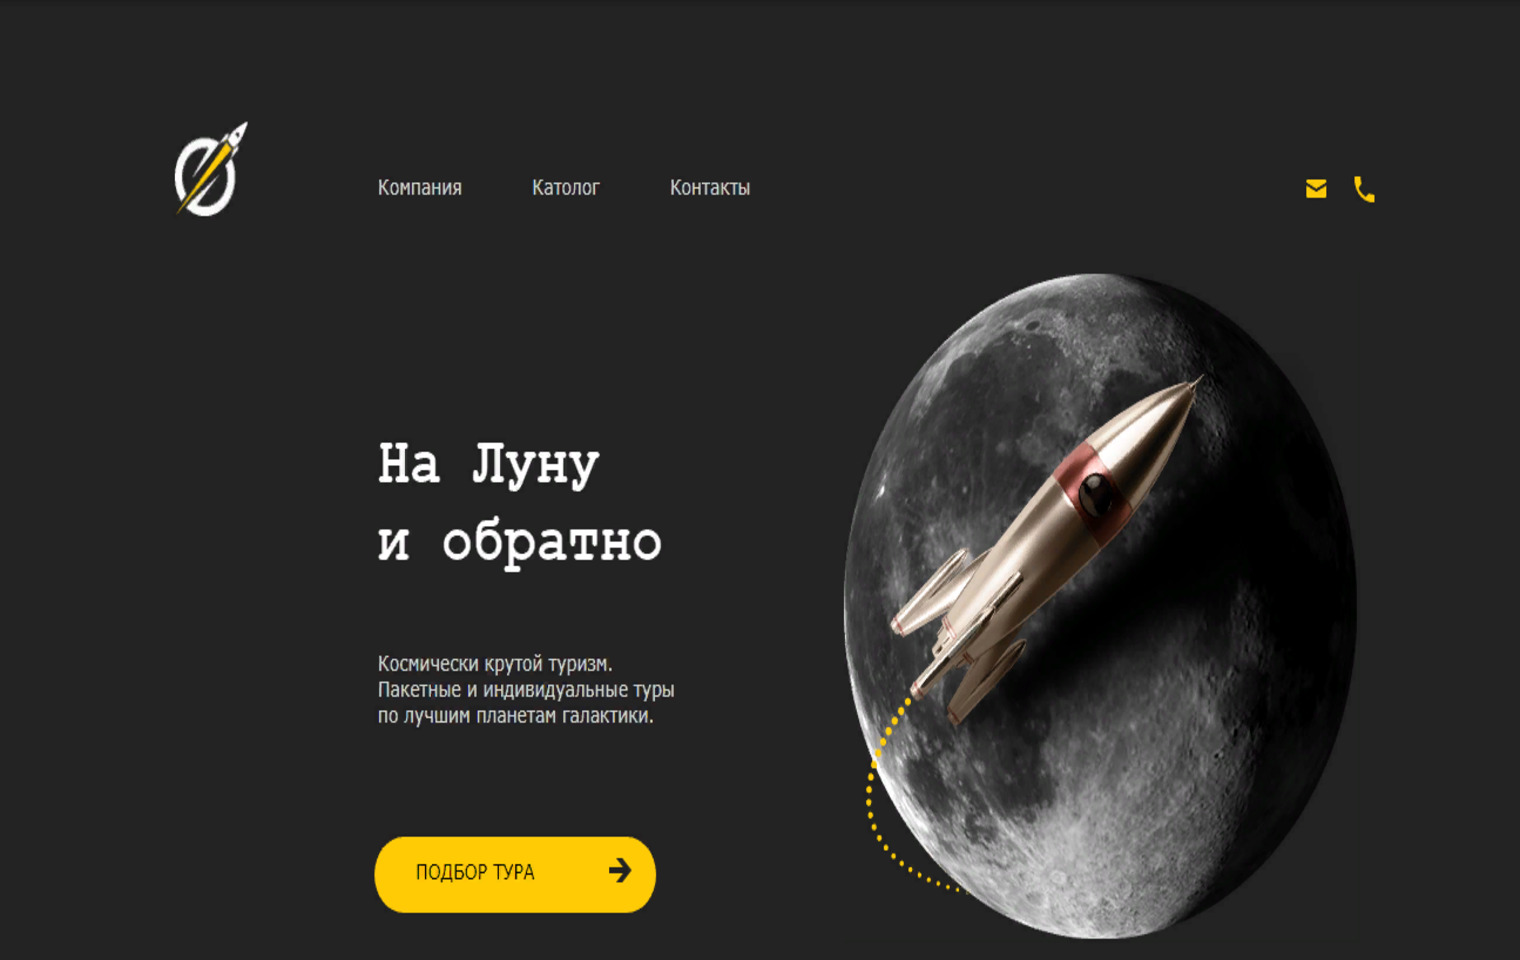 Компания Католог Контакты
На Луну
и обратно
Космически крутой туризм.
Пакетные и индивидуальные туры
по лучшим планетам галактики.
ПОДБОР ТУРА